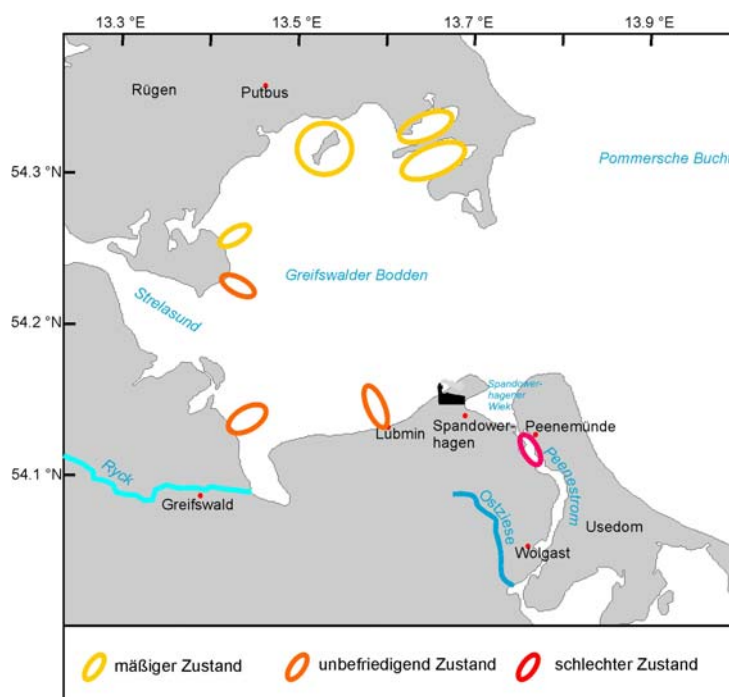 13.3 °E
13.5 °E
13.7 °E
13.9 °E
54.3 °N
54.2 °N
54.1 °N
Rügen
Putbus
Pommersche Bucht
Greifswalder Bodden
Strelasund
Spandower-
hagener
Wiek
Lubmin
Spandower-
hagen
Peenemünde
Peenestrom
Ryck
Greifswald
Ostziese
Usedom
Wolgast
mäßiger Zustand
unbefriedigend Zustand
schlechter Zustand